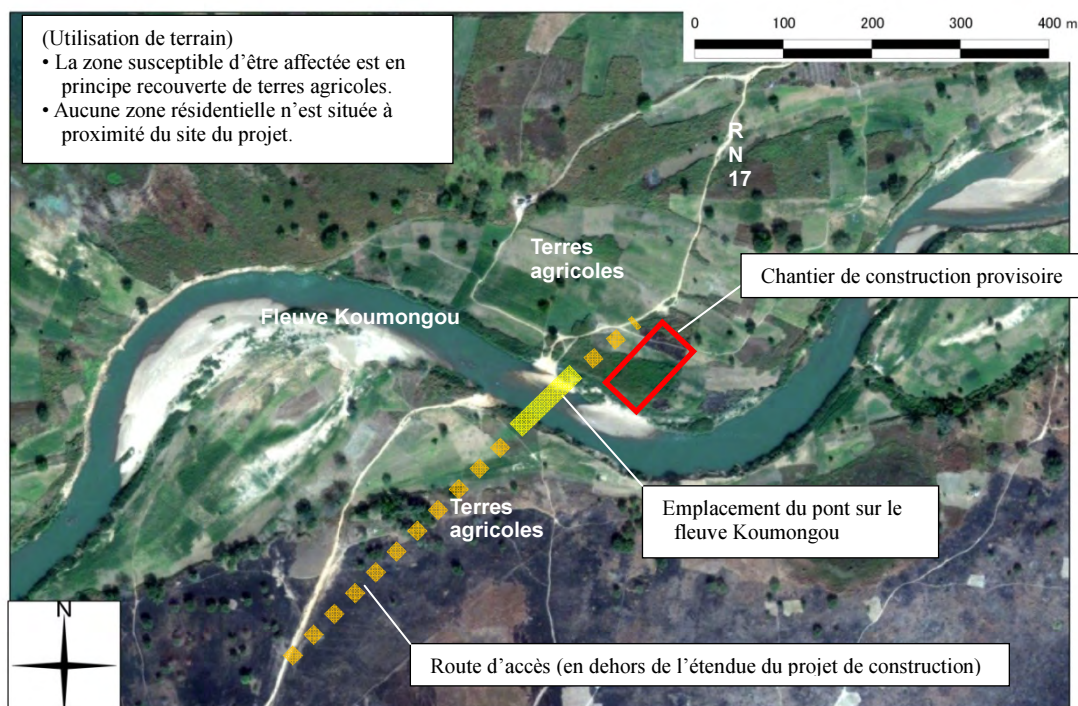 0 100 200 300 400 m
(Utilisation de terrain)
• La zone susceptible d’être affectée est en
principe recouverte de terres agricoles.
• Aucune zone résidentielle n’est située à
proximité du site du projet.
R
N
17
Terres
agricoles
Chantier de construction provisoire
Fleuve Koumongou
Emplacement du pont sur le
fleuve Koumongou
Terres
agricoles
N
Route d’accès (en dehors de l’étendue du projet de construction)